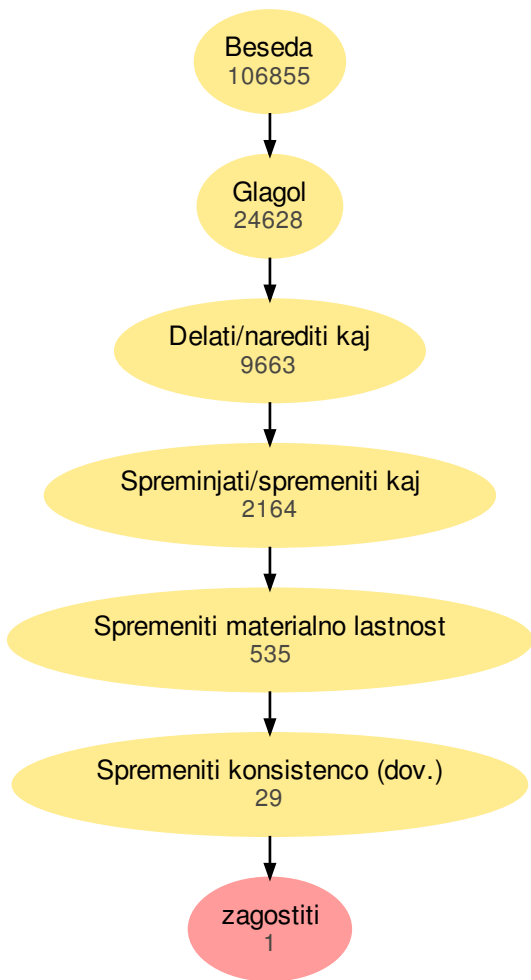 Beseda
106855
Glagol
24628
Delati/narediti kaj
9663
Spreminjati/spremeniti kaj
2164
Spremeniti materialno lastnost
535
Spremeniti konsistenco (dov.)
29
zagostiti
1